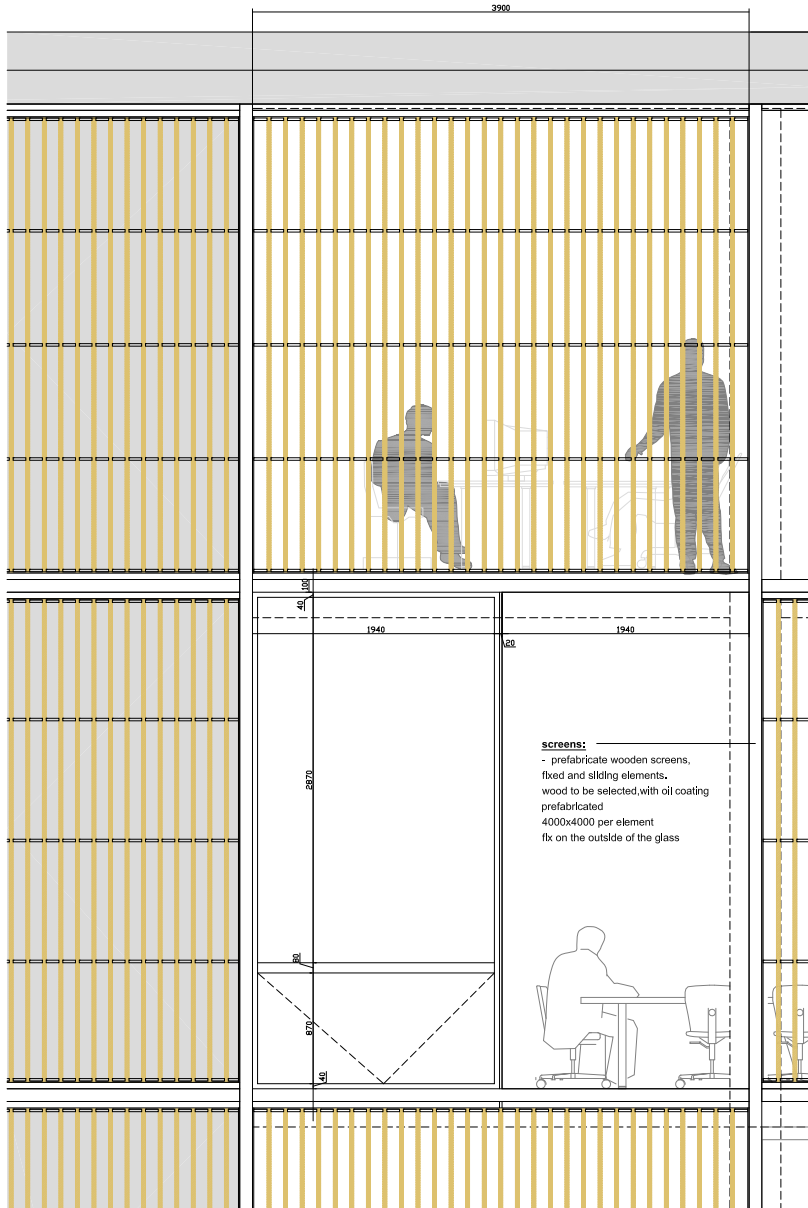 3900
100
40
1940
1940
20
screens:
- prefabricate wooden screens,
fixed and sliding elements.
wood to be selected,with oil coating
prefabricated
4000x4000 per element
fix on the outside of the glass
2870
80
870
40